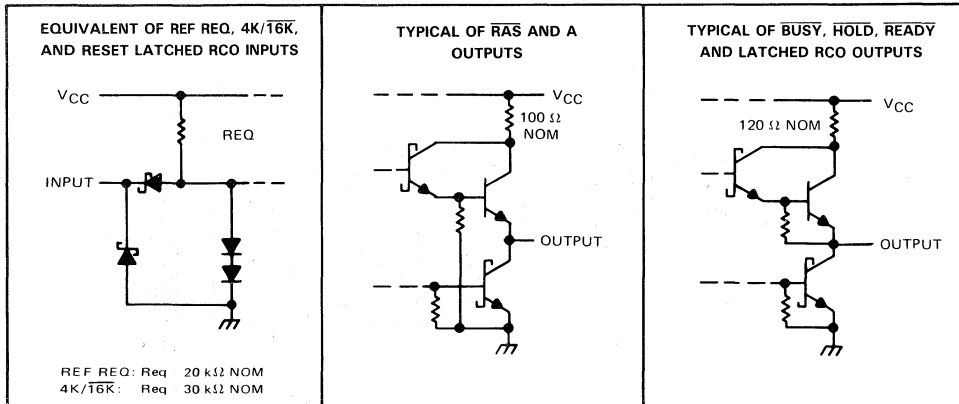 EQUIVALENT OF REF REQ, 4K/16K,
AND RESET LATCHED RCO INPUTS
VCC
REQ
INPUT
REF REQ: Req 20 kΩ NOM
4K/16K: Req 30 kΩ NOM
TYPICAL OF RAS AND A
OUTPUTS
VCC
100 Ω
NOM
OUTPUT
TYPICAL OF BUSY, HOLD, READY
AND LATCHED RCO OUTPUTS
VCC
120 Ω NOM
OUTPUT